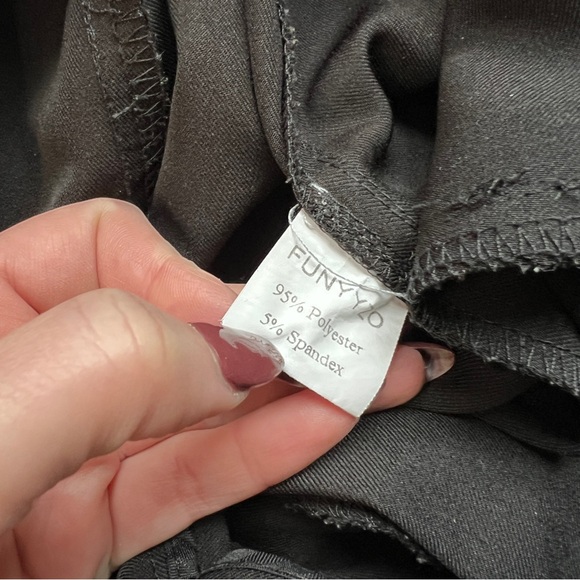 FUNYYZO
95% Polyester
5% Spandex